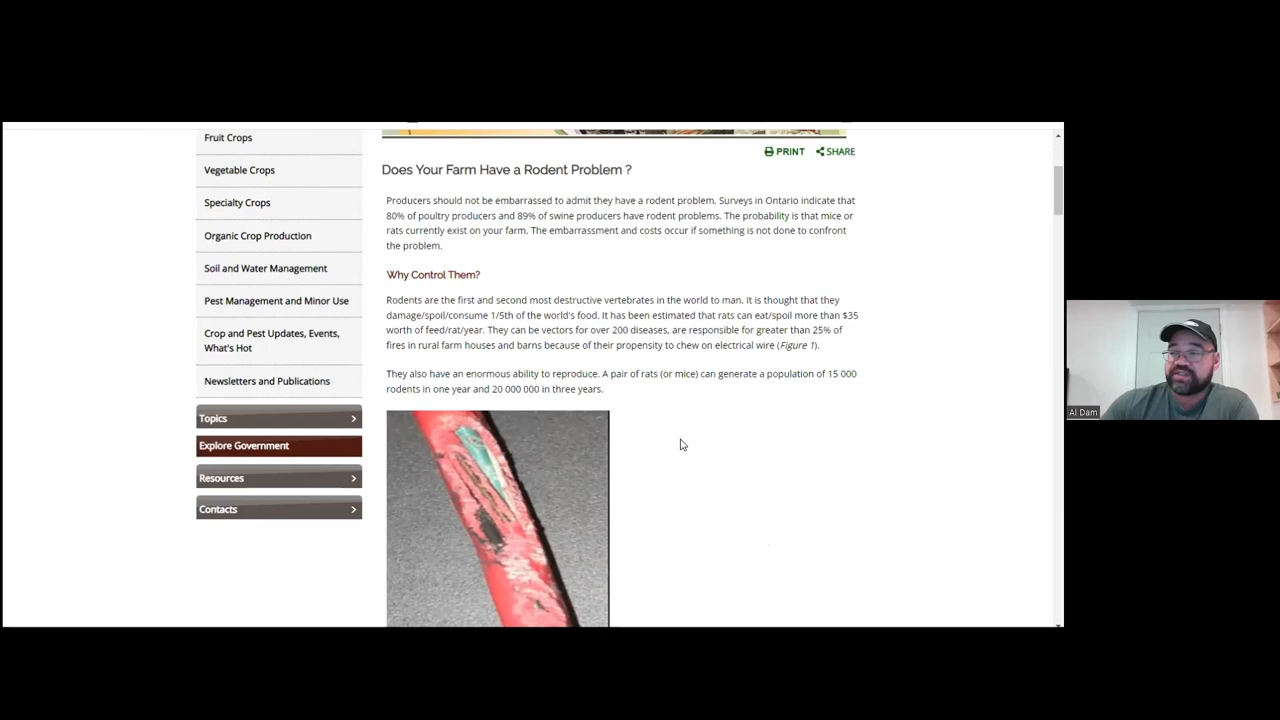 Fruit Crops
Vegetable Crops
Specialty Crops
Organic Crop Production
Soil and Water Management
Pest Management and Minor Use
Crop and Pest Updates, Events,
What's Hot
Newsletters and Publications
Topics
Explore Government
Resources
Contacts
PRINT SHARE
Does Your Farm Have a Rodent Problem ?
Producers should not be embarrassed to admit they have a rodent problem. Surveys in Ontario indicate that
80% of poultry producers and 89% of swine producers have rodent problems. The probability is that mice or
rats currently exist on your farm. The embarrassment and costs occur if something is not done to confront
the problem.
Why Control Them?
Rodents are the first and second most destructive vertebrates in the world to man. It is thought that they
damage/spoil/consume 1/5th of the world's food. It has been estimated that rats can eat/spoil more than $35
worth of feed/rat/year. They can be vectors for over 200 diseases, are responsible for greater than 25% of
fires in rural farm houses and barns because of their propensity to chew on electrical wire (Figure 1).
They also have an enormous ability to reproduce. A pair of rats (or mice) can generate a population of 15 000
rodents in one year and 20 000 000 in three years.
Al Dam